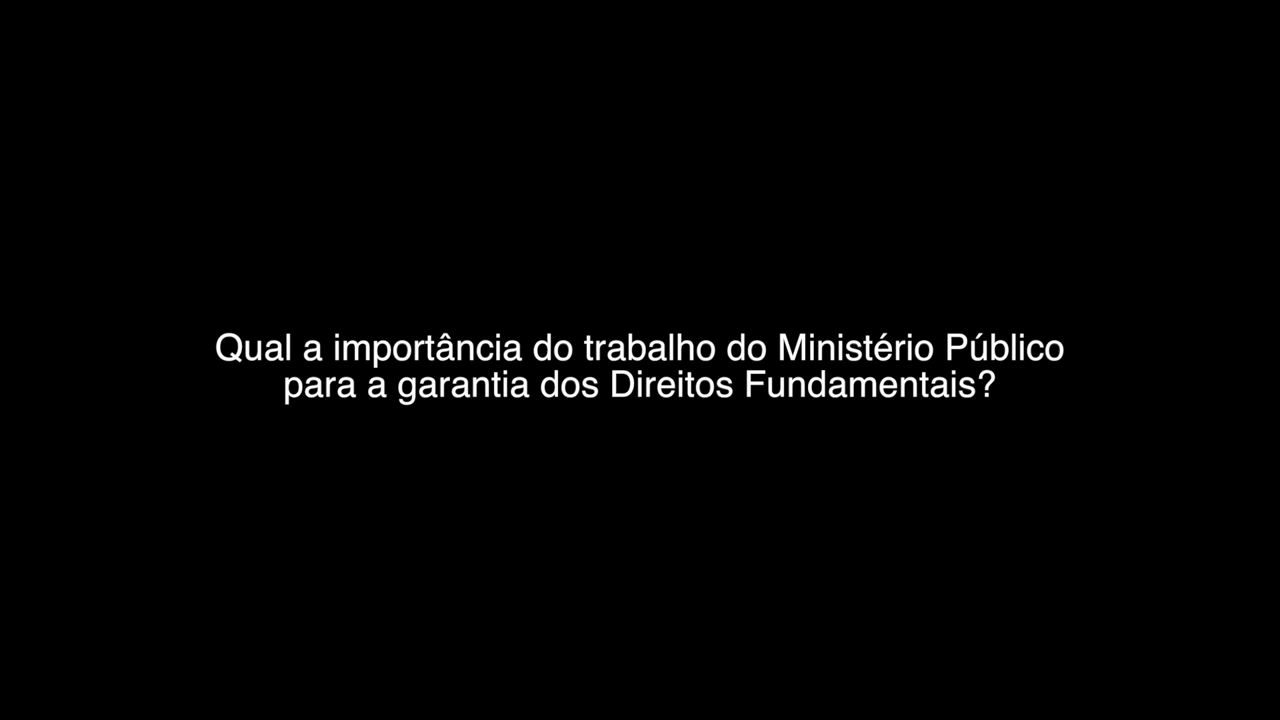 Qual a importância do trabalho do Ministério Público
para a garantia dos Direitos Fundamentais?